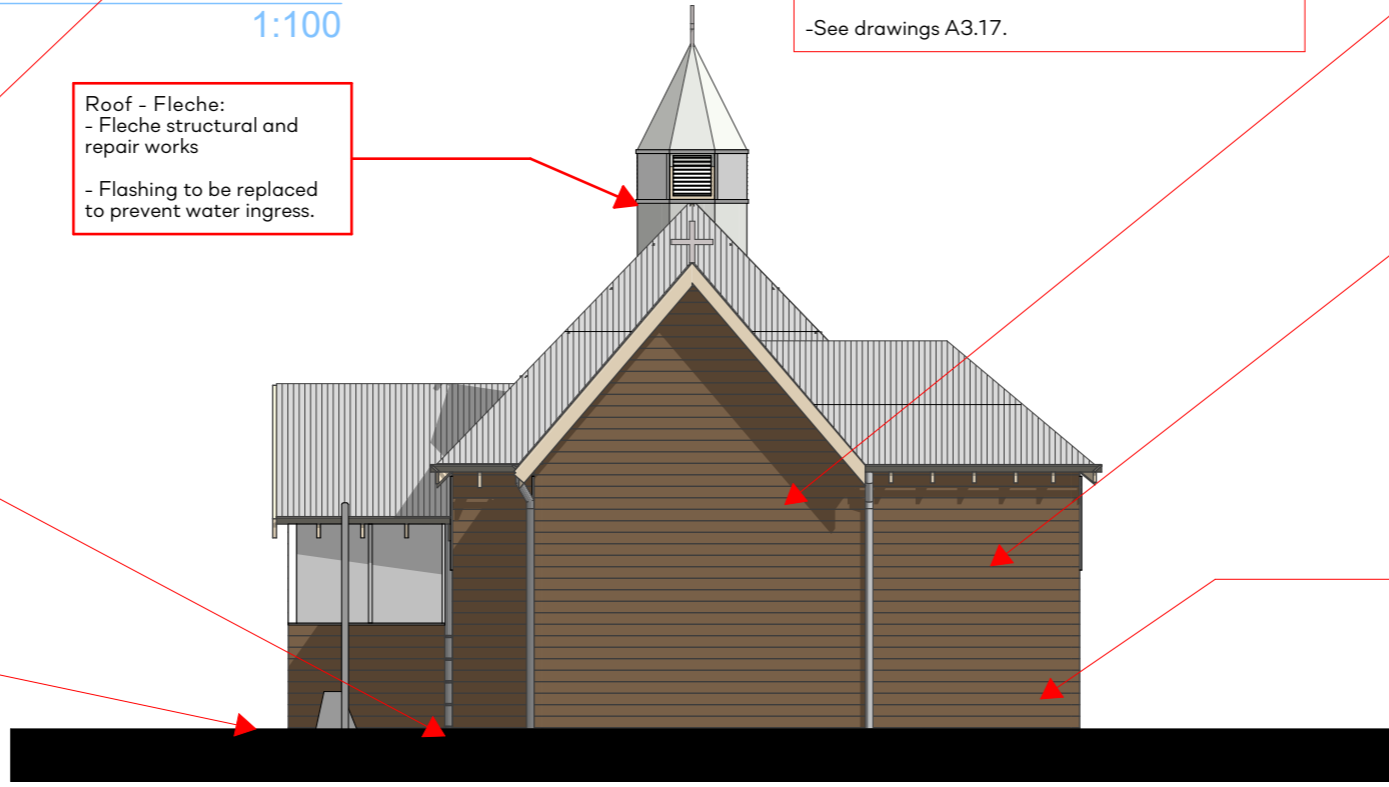 1:100
-See drawings A3.17.
Roof - Fleche:
- Fleche structural and
repair works
- Flashing to be replaced
to prevent water ingress.